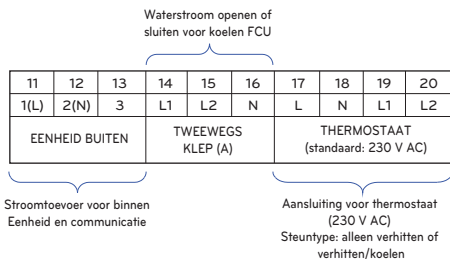 Waterstroom openen of
sluiten voor koelen FCU
11 12 13 14 15 16 17 18 19 20
1(L) 2(N) 3 L1 L2 N L N L1 L2
EENHEID BUITEN
TWEEWEGS
KLEP (A)
THERMOSTAAT
(standaard: 230 V AC)
Stroomtoevoer voor binnen
Eenheid en communicatie
Aansluiting voor thermostaat
(230 V AC)
Steuntype: alleen verhitten of
verhitten/koelen